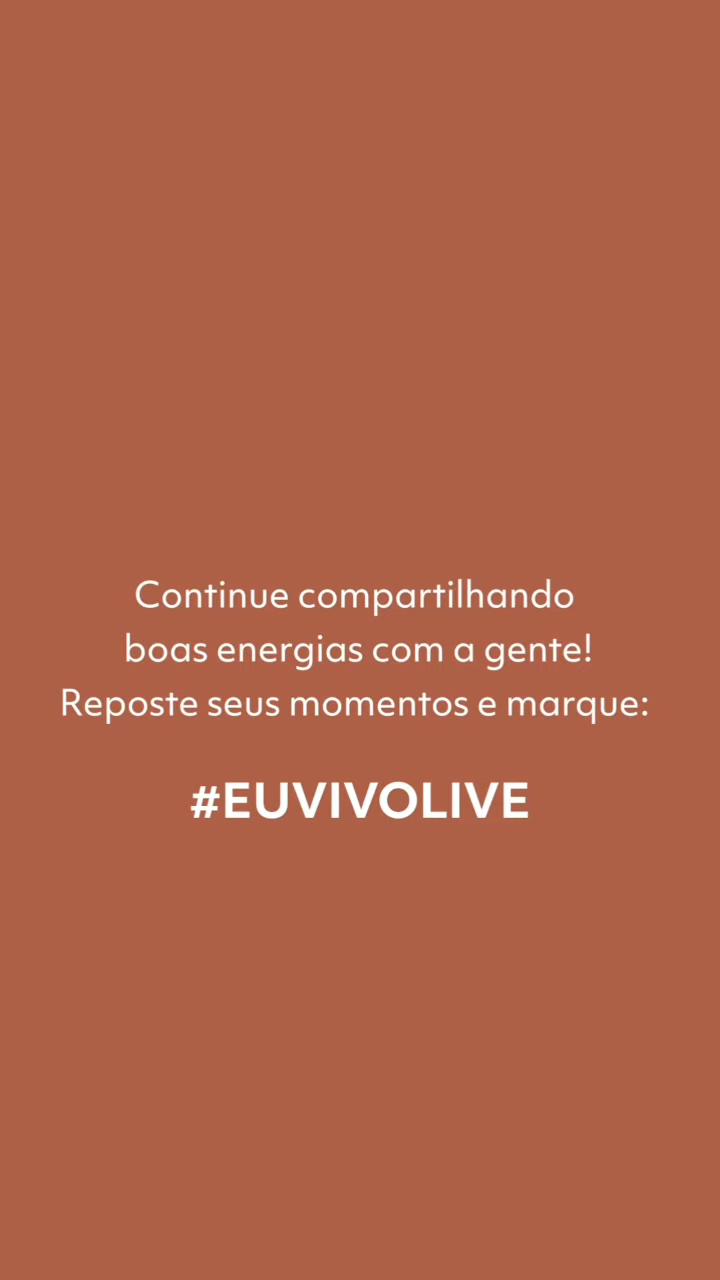 Continue compartilhando
boas energias com a gente!
Reposte seus momentos e marque:
#EUVIVOLIVE